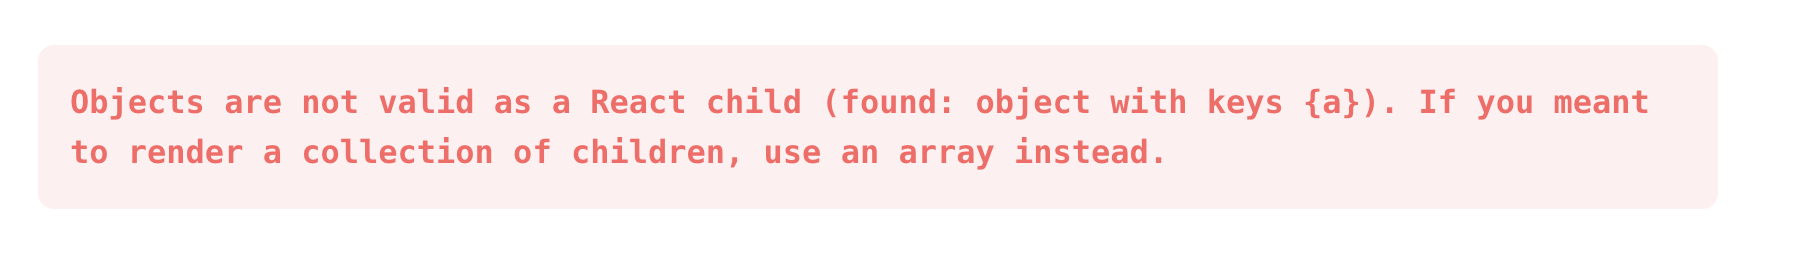 Objects are not valid as a React child (found: object with keys {a}). If you meant
to render a collection of children, use an array instead.